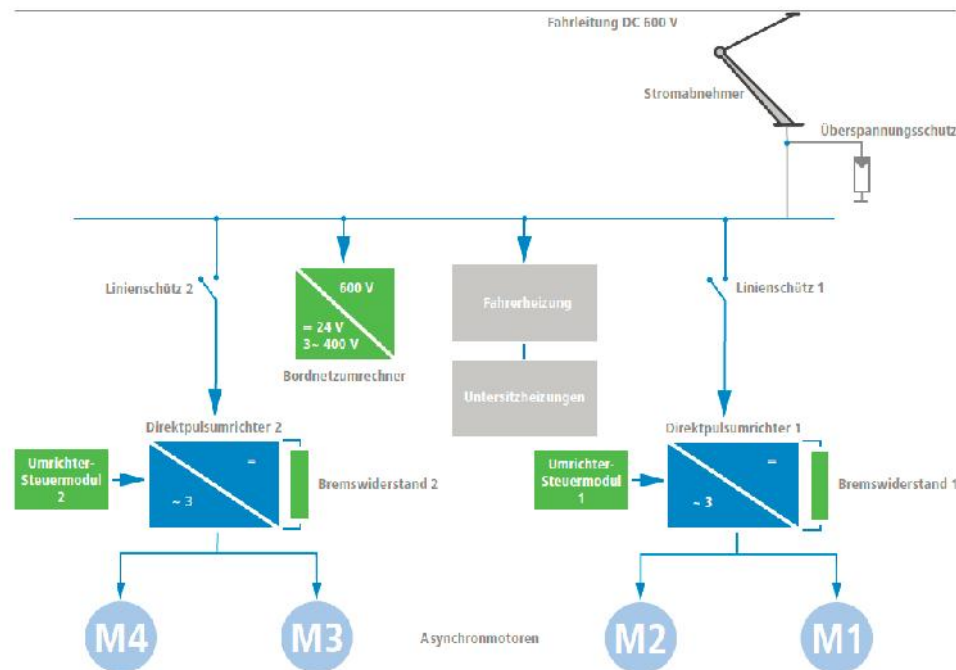 Fahrleitung DC 600 V
Stromabnehmer
Überspannungsschutz
Linienschütz 2
600 V
= 24 V
3~ 400 V
Bordnetzumrechner
Fahrerheizung
Untersitzheizungen
Linienschütz 1
Direktpulsumrichter 2
Umrichter-
Steuermodul
2
=
~ 3
Bremswiderstand 2
Direktpulsumrichter 1
Umrichter-
Steuermodul
1
=
~ 3
Bremswiderstand 1
M4
M3
Asynchronmotoren
M2
M1